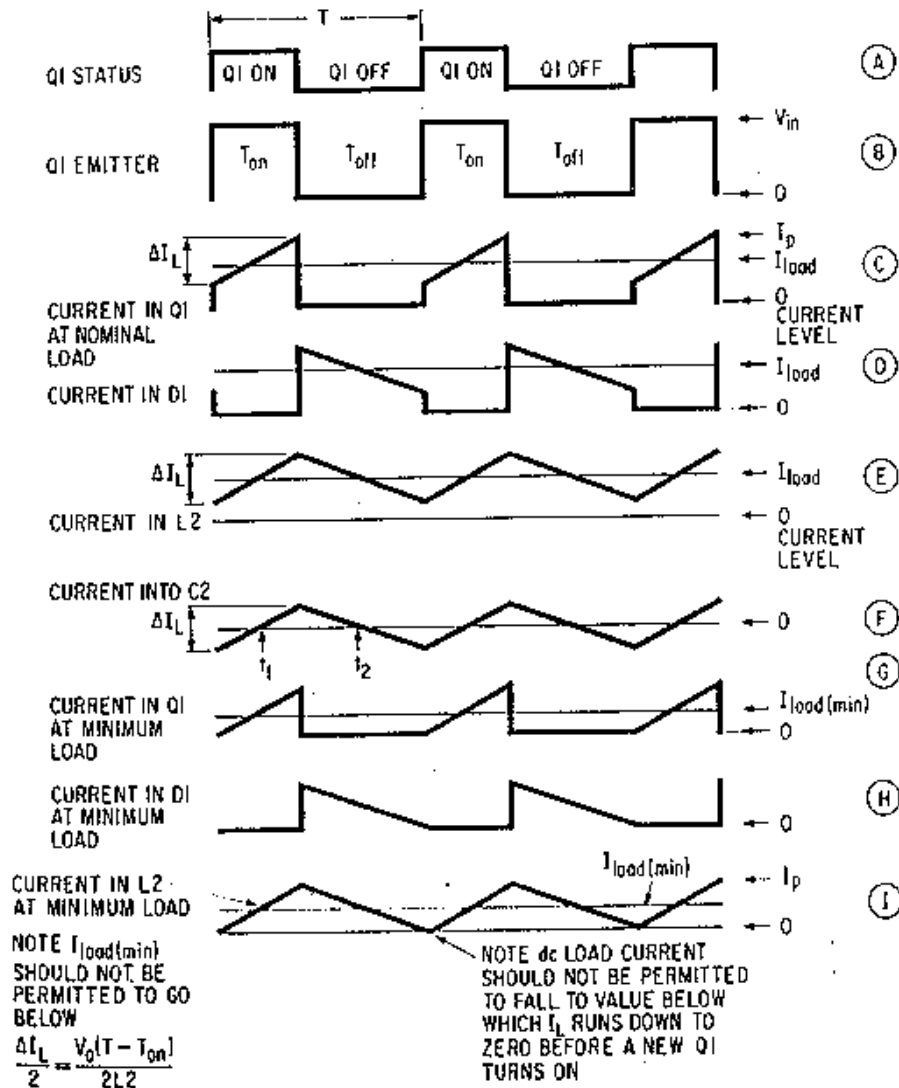 T
Q1 STATUS
Q1 ON
Q1 OFF
Q1 ON
Q1 OFF
A
Q1 EMITTER
Ton
Toff
Ton
Toff
Vin
0
B
ΔIL
CURRENT IN Q1
AT NOMINAL
LOAD
Ip
Iload
0
CURRENT
LEVEL
C
CURRENT IN D1
Iload
0
D
ΔIL
CURRENT IN L2
Iload
0
CURRENT
LEVEL
E
CURRENT INTO C2
ΔIL
t1
t2
0
F
CURRENT IN Q1
AT MINIMUM
LOAD
Iload(min)
0
G
CURRENT IN D1
AT MINIMUM
LOAD
0
H
CURRENT IN L2
AT MINIMUM LOAD
Iload(min)
Ip
0
I
NOTE Iload(min)
SHOULD NOT BE
PERMITTED TO GO
BELOW
ΔIL/2 = Vo(T-Ton)/2L2
NOTE dc LOAD CURRENT
SHOULD NOT BE PERMITTED
TO FALL TO VALUE BELOW
WHICH IL RUNS DOWN TO
ZERO BEFORE A NEW Q1
TURNS ON